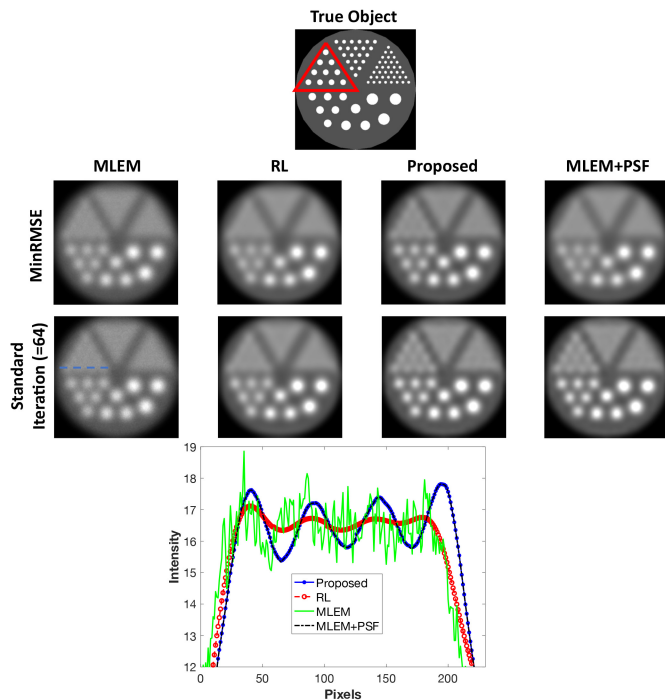 True Object
MLEM RL Proposed MLEM+PSF
MinRMSE
Standard
Iteration (=64)
19
18
17
16
15
14
13
12
Intensity
Proposed
RL
MLEM
MLEM+PSF
0 50 100 150 200
Pixels